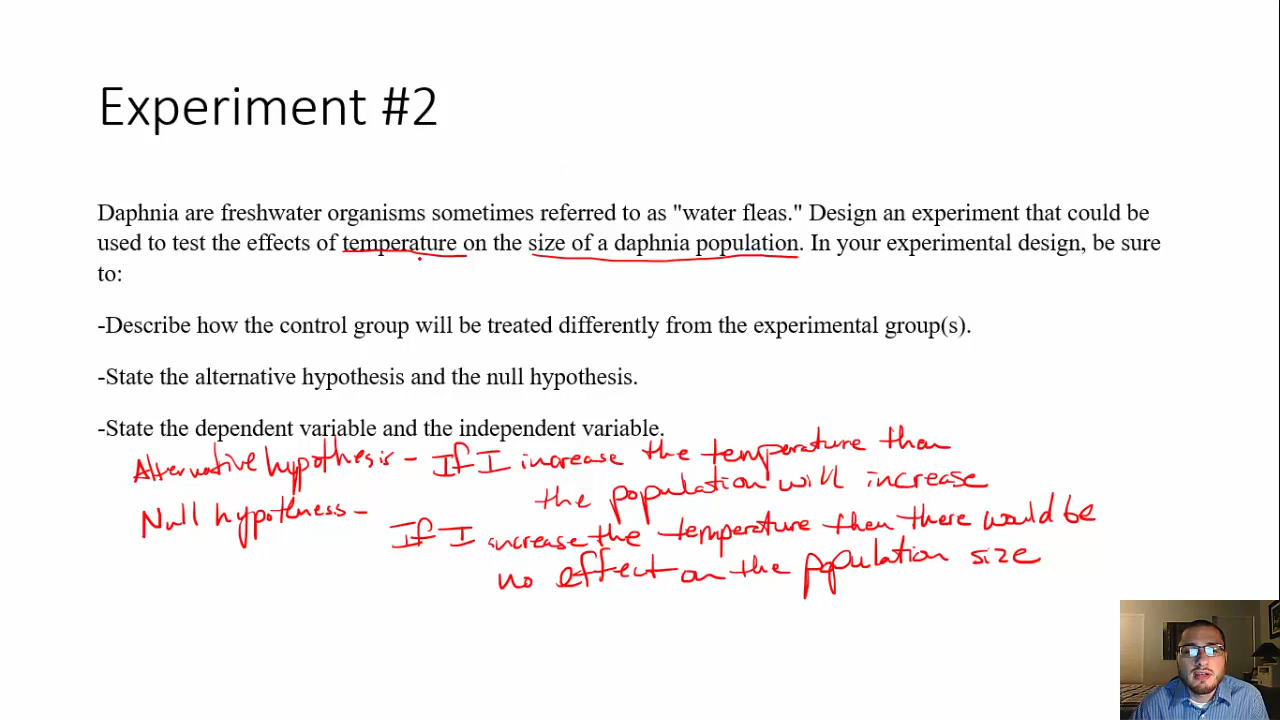 Experiment #2
Daphnia are freshwater organisms sometimes referred to as "water fleas." Design an experiment that could be
used to test the effects of temperature on the size of a daphnia population. In your experimental design, be sure
to:
-Describe how the control group will be treated differently from the experimental group(s).
-State the alternative hypothesis and the null hypothesis.
-State the dependent variable and the independent variable.
Alternative hypothesis - If I increase the temperature than
the population will increase
Null hypothesis -
If I increase the temperature then there would be
no effect on the population size